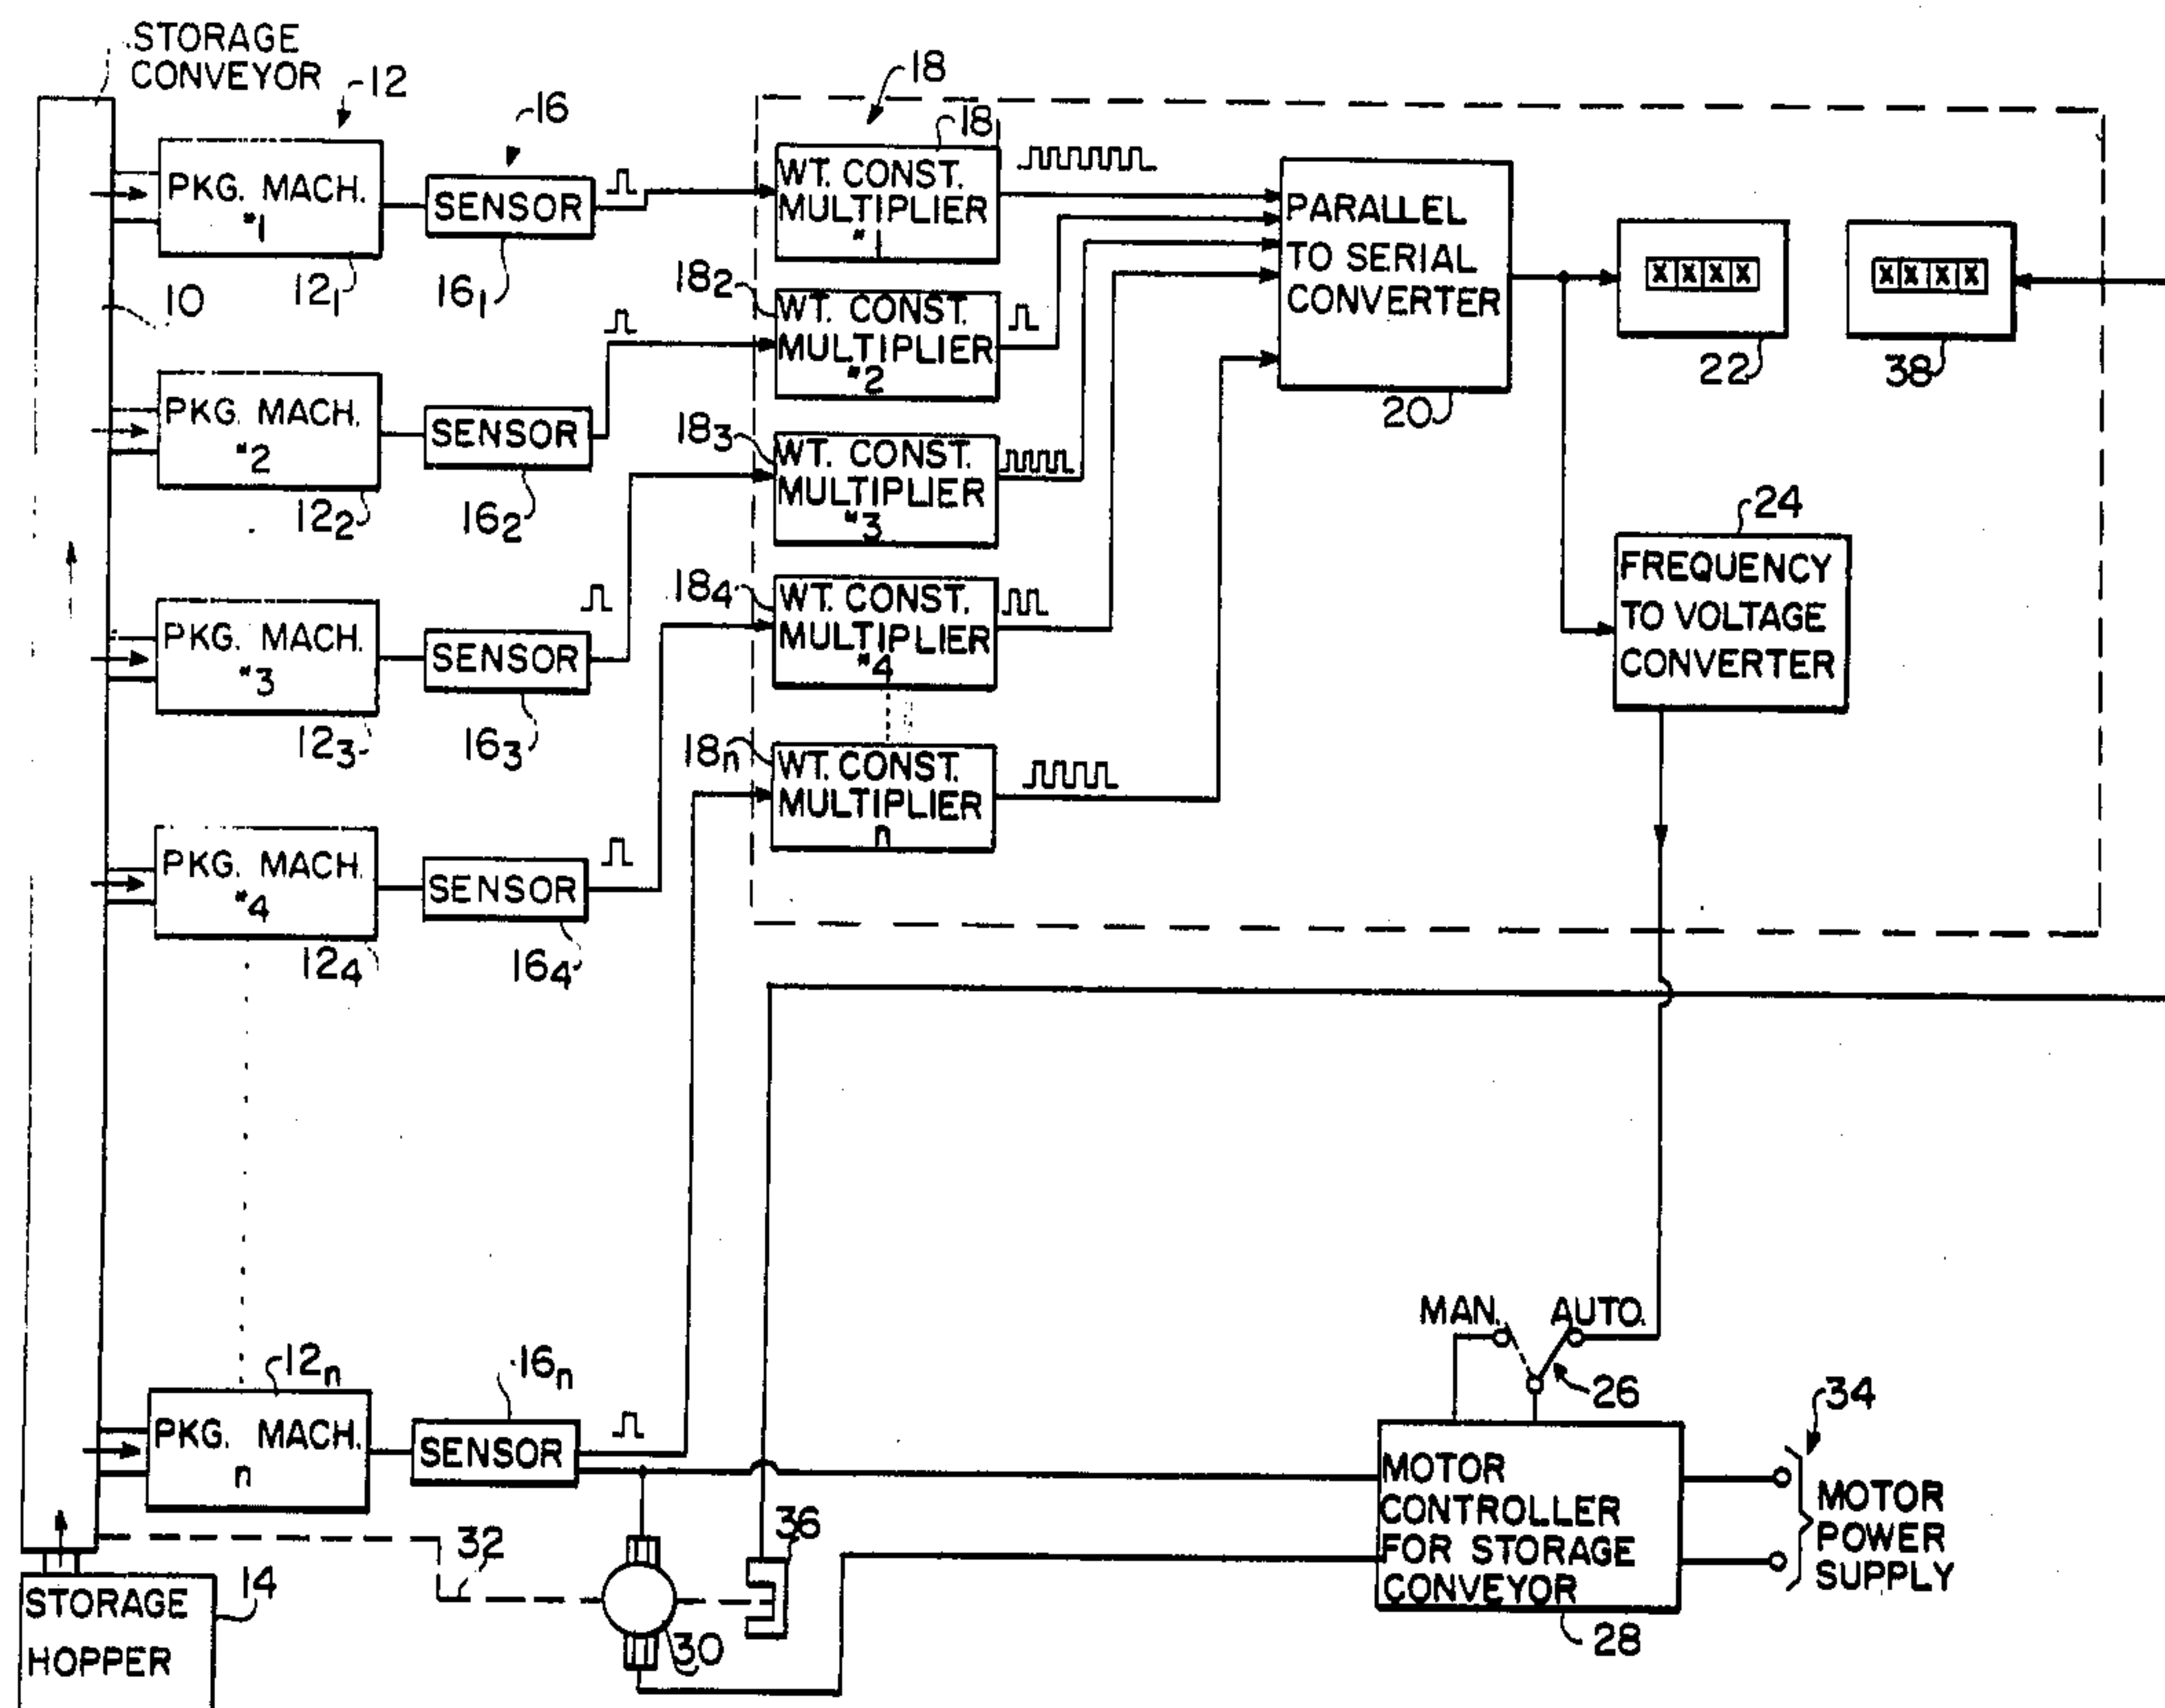 STORAGE
CONVEYOR
12
16
18
18
PKG. MACH.
#1
12₁
SENSOR
16₁
WT. CONST.
MULTIPLIER
#1
PARALLEL
TO SERIAL
CONVERTER
20
XXXX
22
XXXX
38
10
18₂
WT. CONST.
MULTIPLIER
#2
PKG. MACH.
#2
12₂
SENSOR
16₂
18₃
WT. CONST.
MULTIPLIER
#3
24
FREQUENCY
TO VOLTAGE
CONVERTER
PKG. MACH.
#3
12₃
SENSOR
16₃
18₄
WT. CONST.
MULTIPLIER
#4
18n
WT. CONST.
MULTIPLIER
n
PKG. MACH.
#4
12₄
SENSOR
16₄
MAN. AUTO.
26
12n
PKG. MACH.
n
16n
SENSOR
34
MOTOR
CONTROLLER
FOR STORAGE
CONVEYOR
28
MOTOR
POWER
SUPPLY
32
36
30
14
STORAGE
HOPPER